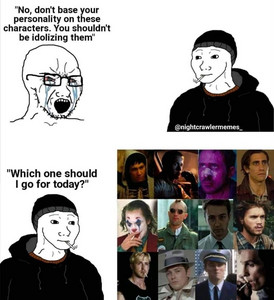 "No, don't base your
personality on these
characters. You shouldn't
be idolizing them"
@nightcrawlermemes_
"Which one should
I go for today?"